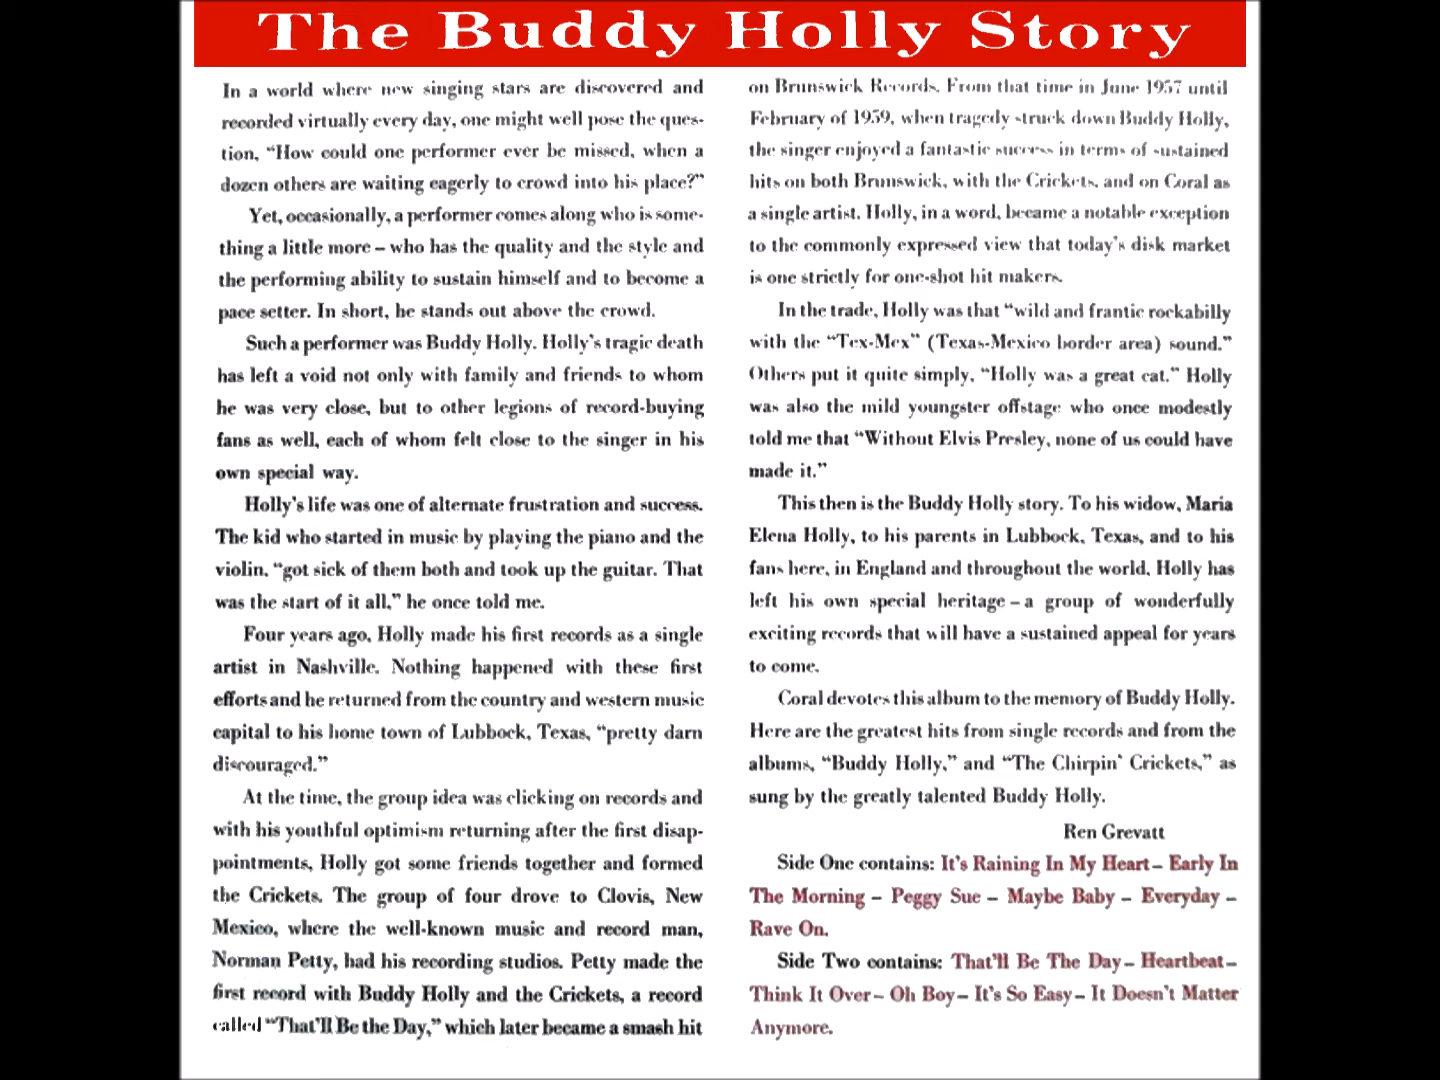 The Buddy Holly Story
In a world where new singing stars are discovered and
recorded virtually every day, one might well pose the ques-
tion, “How could one performer ever be missed, when a
dozen others are waiting eagerly to crowd into his place?”
Yet, occasionally, a performer comes along who is some-
thing a little more – who has the quality and the style and
the performing ability to sustain himself and to become a
pace setter. In short, he stands out above the crowd.
Such a performer was Buddy Holly. Holly’s tragic death
has left a void not only with family and friends to whom
he was very close, but to other legions of record-buying
fans as well, each of whom felt close to the singer in his
own special way.
Holly’s life was one of alternate frustration and success.
The kid who started in music by playing the piano and the
violin, “got sick of them both and took up the guitar. That
was the start of it all,” he once told me.
Four years ago, Holly made his first records as a single
artist in Nashville. Nothing happened with these first
efforts and he returned from the country and western music
capital to his home town of Lubbock, Texas, “pretty darn
discouraged.”
At the time, the group idea was clicking on records and
with his youthful optimism returning after the first disap-
pointments, Holly got some friends together and formed
the Crickets. The group of four drove to Clovis, New
Mexico, where the well-known music and record man,
Norman Petty, had his recording studios. Petty made the
first record with Buddy Holly and the Crickets, a record
called “That’ll Be the Day,” which later became a smash hit
on Brunswick Records. From that time in June 1957 until
February of 1959, when tragedy struck down Buddy Holly,
the singer enjoyed a fantastic success in terms of sustained
hits on both Brunswick, with the Crickets, and on Coral as
a single artist. Holly, in a word, became a notable exception
to the commonly expressed view that today’s disk market
is one strictly for one-shot hit makers.
In the trade, Holly was that “wild and frantic rockabilly
with the “Tex-Mex” (Texas-Mexico border area) sound.”
Others put it quite simply, “Holly was a great cat.” Holly
was also the mild youngster offstage who once modestly
told me that “Without Elvis Presley, none of us could have
made it.”
This then is the Buddy Holly story. To his widow, Maria
Elena Holly, to his parents in Lubbock, Texas, and to his
fans here, in England and throughout the world, Holly has
left his own special heritage – a group of wonderfully
exciting records that will have a sustained appeal for years
to come.
Coral devotes this album to the memory of Buddy Holly.
Here are the greatest hits from single records and from the
albums, “Buddy Holly,” and “The Chirpin’ Crickets,” as
sung by the greatly talented Buddy Holly.
Ren Grevatt
Side One contains: It’s Raining In My Heart – Early In
The Morning – Peggy Sue – Maybe Baby – Everyday –
Rave On.
Side Two contains: That’ll Be The Day – Heartbeat –
Think It Over – Oh Boy – It’s So Easy – It Doesn’t Matter
Anymore.